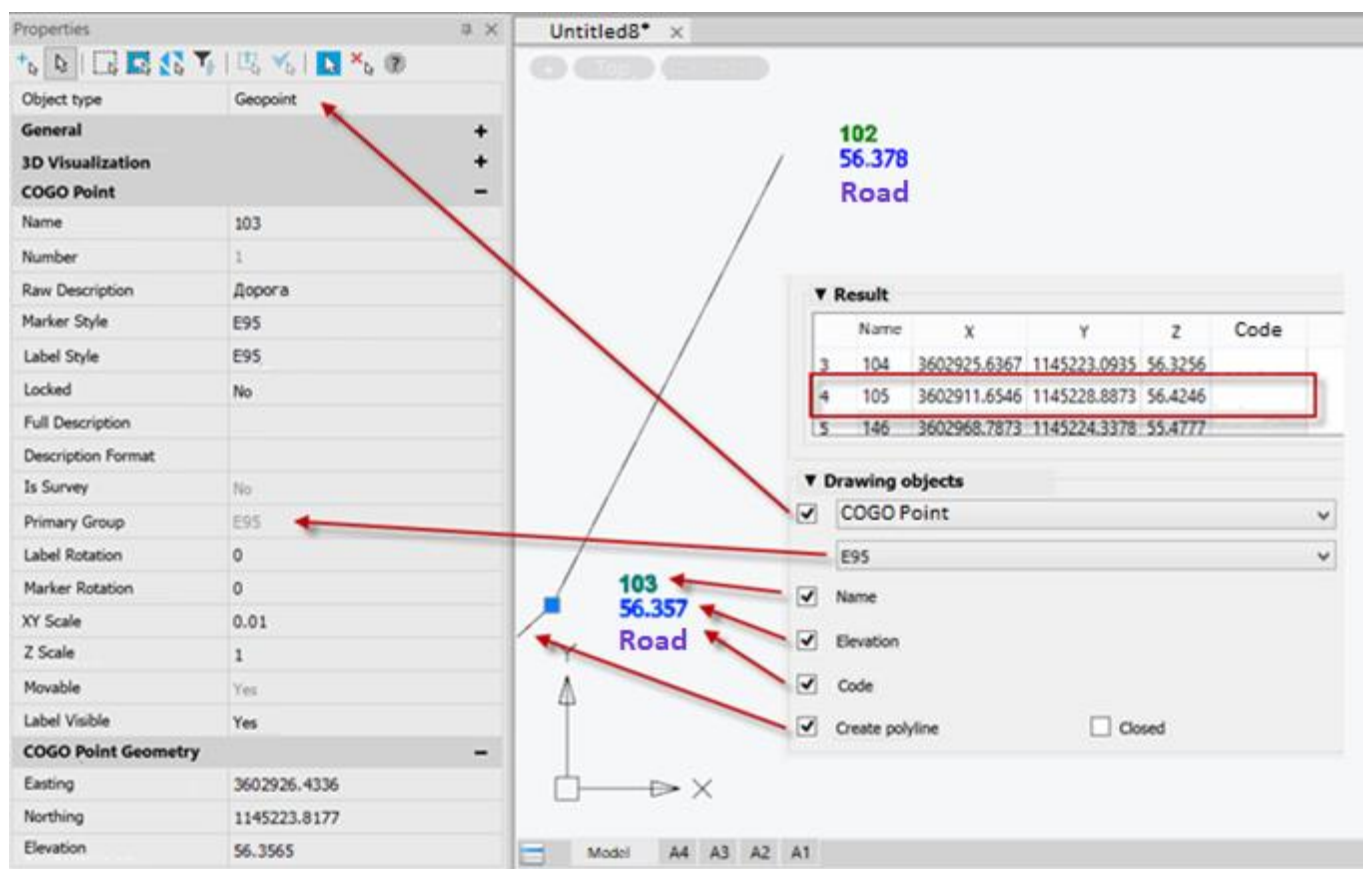 Properties
Object type Geopoint
General
3D Visualization
COGO Point
Name 103
Number 1
Raw Description Дорога
Marker Style E95
Label Style E95
Locked No
Full Description
Description Format
Is Survey No
Primary Group E95
Label Rotation 0
Marker Rotation 0
XY Scale 0.01
Z Scale 1
Movable Yes
Label Visible Yes
COGO Point Geometry
Easting 3602926.4336
Northing 1145223.8177
Elevation 56.3565
Untitled8*
Top
102
56.378
Road
Result
Name X Y Z Code
3 104 3602925.6367 1145223.0935 56.3256
4 105 3602911.6546 1145228.8873 56.4246
5 146 3602968.7873 1145224.3378 55.4777
Drawing objects
COGO Point
E95
Name
Elevation
Code
Create polyline Closed
103
56.357
Road
Y
X
Model A4 A3 A2 A1